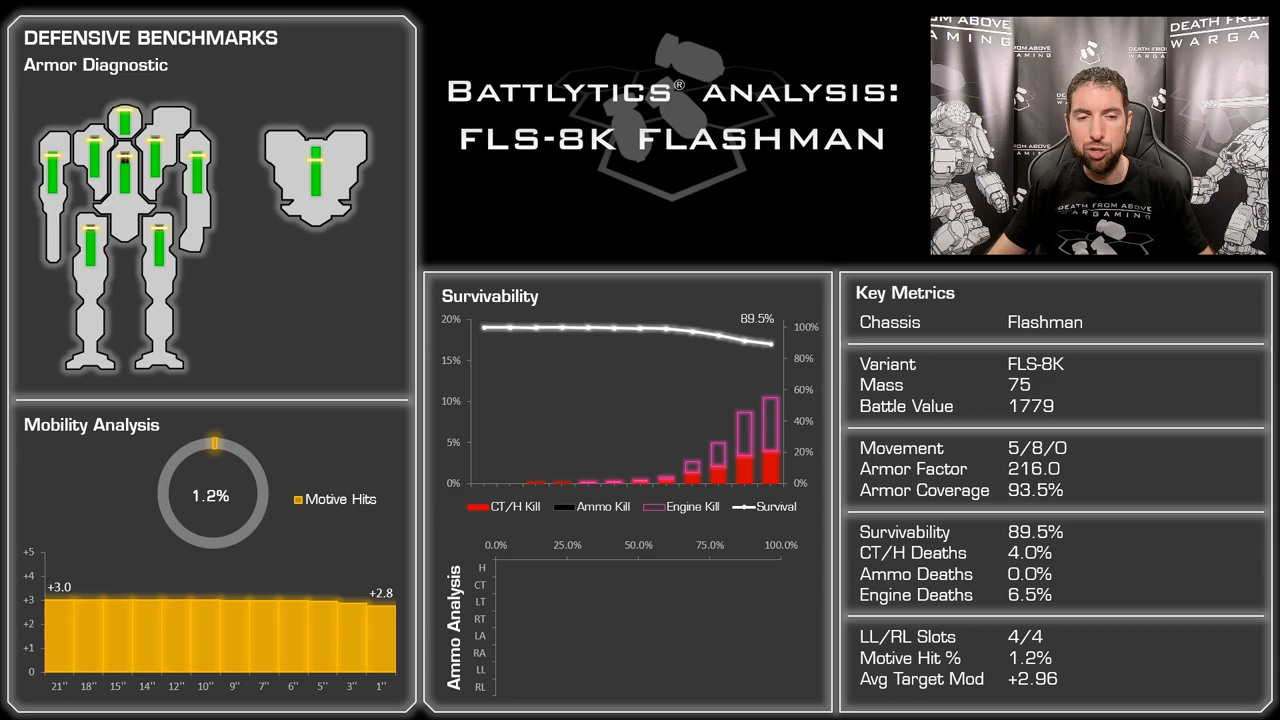 DEFENSIVE BENCHMARKS
Armor Diagnostic
BATTLYTICS® ANALYSIS:
FLS-8K FLASHMAN
DEATH FROM ABOVE
WARGAMING
Mobility Analysis
1.2%
Motive Hits
+5
+4
+3
+2
+1
0
+3.0
+2.8
21" 18" 15" 14" 12" 10" 9" 7" 6" 5" 3" 1"
Survivability
89.5%
20%
15%
10%
5%
0%
100%
80%
60%
40%
20%
0%
CT/H Kill Ammo Kill Engine Kill Survival
0.0% 25.0% 50.0% 75.0% 100.0%
Ammo Analysis
H
CT
LT
RT
LA
RA
LL
RL
Key Metrics
Chassis Flashman
Variant FLS-8K
Mass 75
Battle Value 1779
Movement 5/8/0
Armor Factor 216.0
Armor Coverage 93.5%
Survivability 89.5%
CT/H Deaths 4.0%
Ammo Deaths 0.0%
Engine Deaths 6.5%
LL/RL Slots 4/4
Motive Hit % 1.2%
Avg Target Mod +2.96